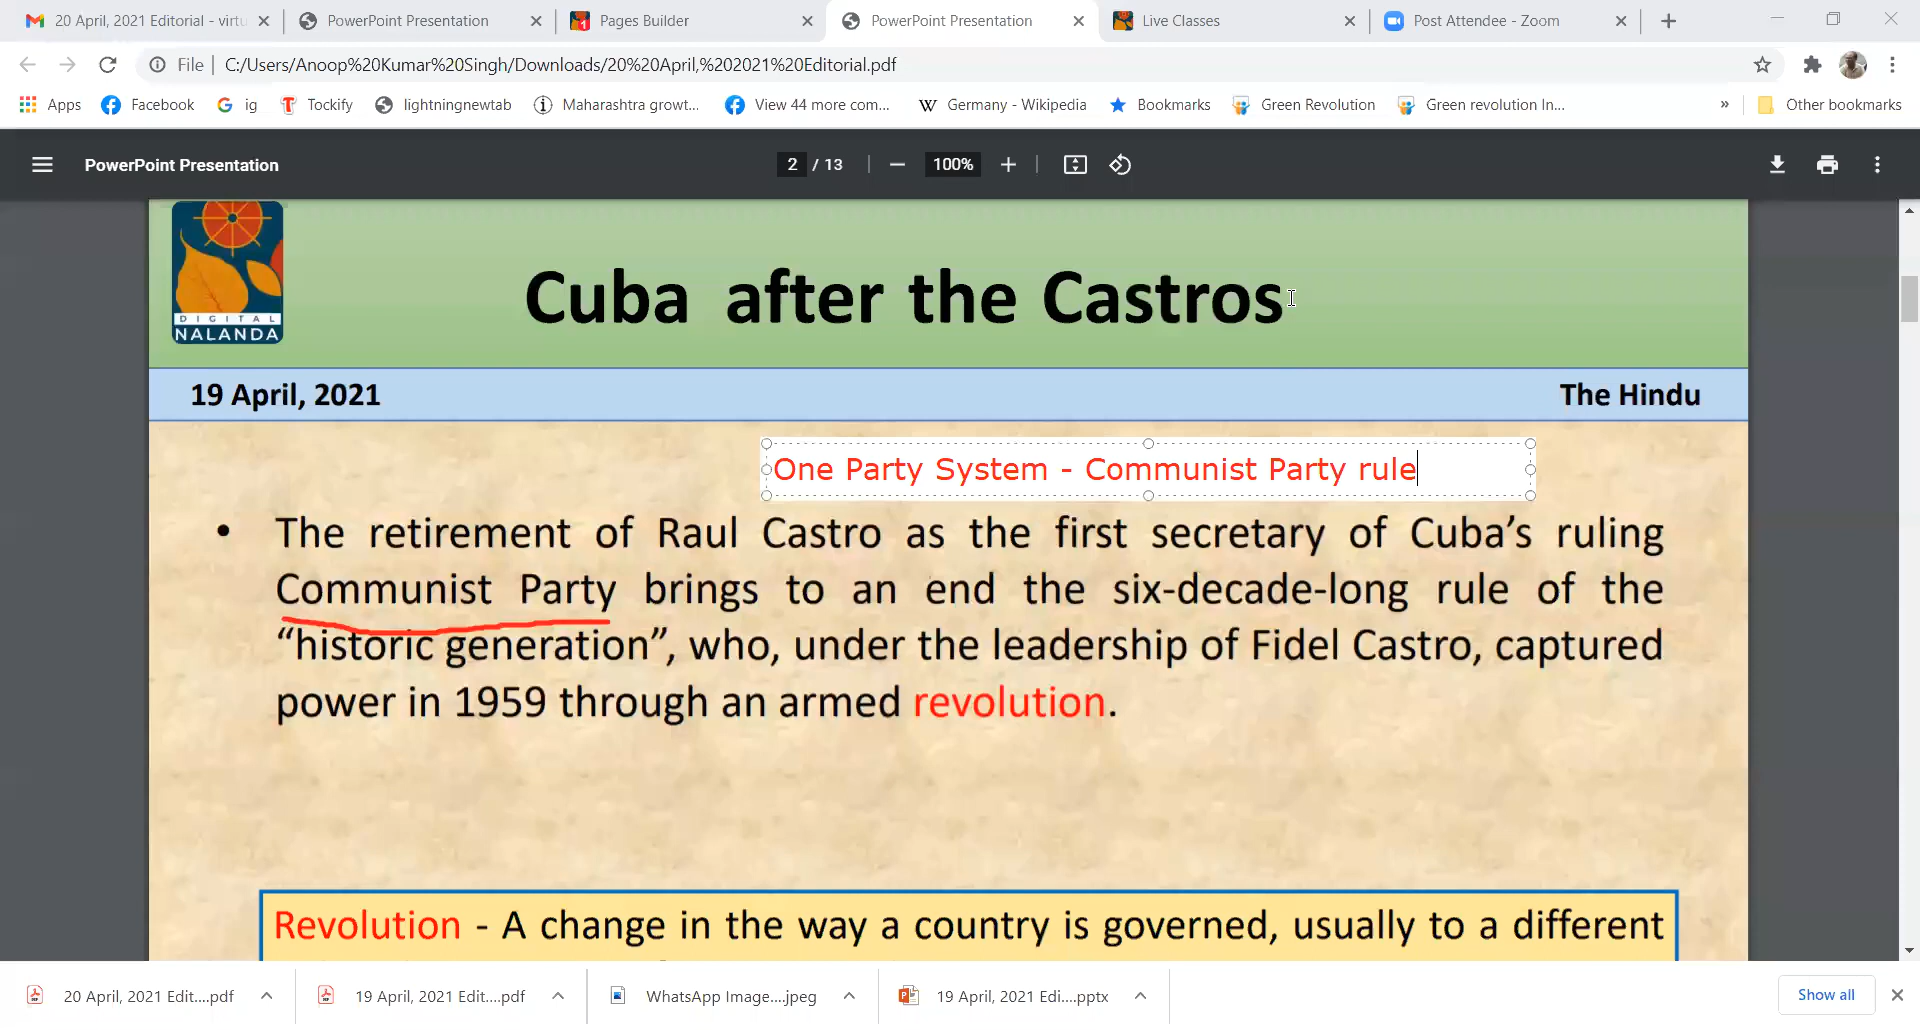 20 April, 2021 Editorial - virtu
PowerPoint Presentation
Pages Builder
PowerPoint Presentation
Live Classes
Post Attendee - Zoom
File
C:/Users/Anoop%20Kumar%20Singh/Downloads/20%20April,%202021%20Editorial.pdf
Apps
Facebook
ig
Tockify
lightningnewtab
Maharashtra growt...
View 44 more com...
Germany - Wikipedia
Bookmarks
Green Revolution
Green revolution In...
»
Other bookmarks
PowerPoint Presentation
2 / 13
100%
DIGITAL
NALANDA
Cuba after the Castros
19 April, 2021
The Hindu
One Party System - Communist Party rule
• The retirement of Raul Castro as the first secretary of Cuba’s ruling
Communist Party brings to an end the six-decade-long rule of the
“historic generation”, who, under the leadership of Fidel Castro, captured
power in 1959 through an armed revolution.
Revolution - A change in the way a country is governed, usually to a different
20 April, 2021 Edit....pdf
19 April, 2021 Edit....pdf
WhatsApp Image....jpeg
19 April, 2021 Edi....pptx
Show all